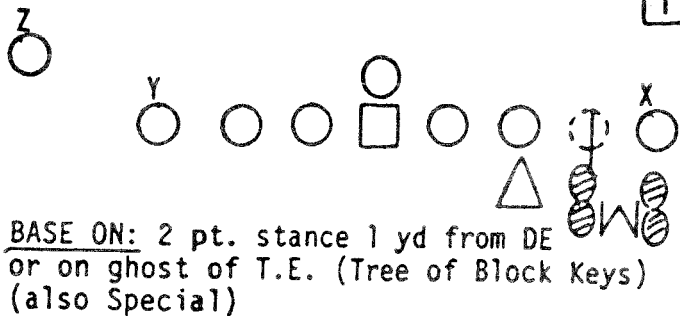 Z
Y
X
W
BASE ON: 2 pt. stance 1 yd from DE
or on ghost of T.E. (Tree of Block Keys)
(also Special)